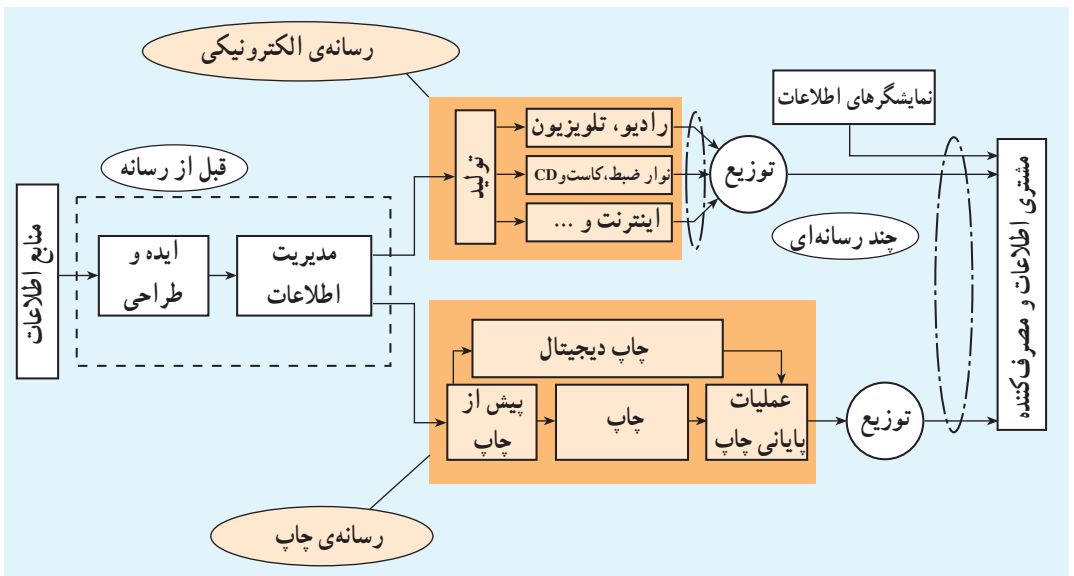 رسانه‌ی الکترونیکی
نمایشگرهای اطلاعات
رادیو، تلویزیون
تولید
نوار ضبط،کاست و CD
توزیع
اینترنت و ...
قبل از رسانه
چند رسانه‌ای
مشتری اطلاعات و مصرف‌کننده
منابع اطلاعات
ایده و
طراحی
مدیریت
اطلاعات
چاپ دیجیتال
پیش از
چاپ
چاپ
عملیات
پایانی چاپ
توزیع
رسانه‌ی چاپ